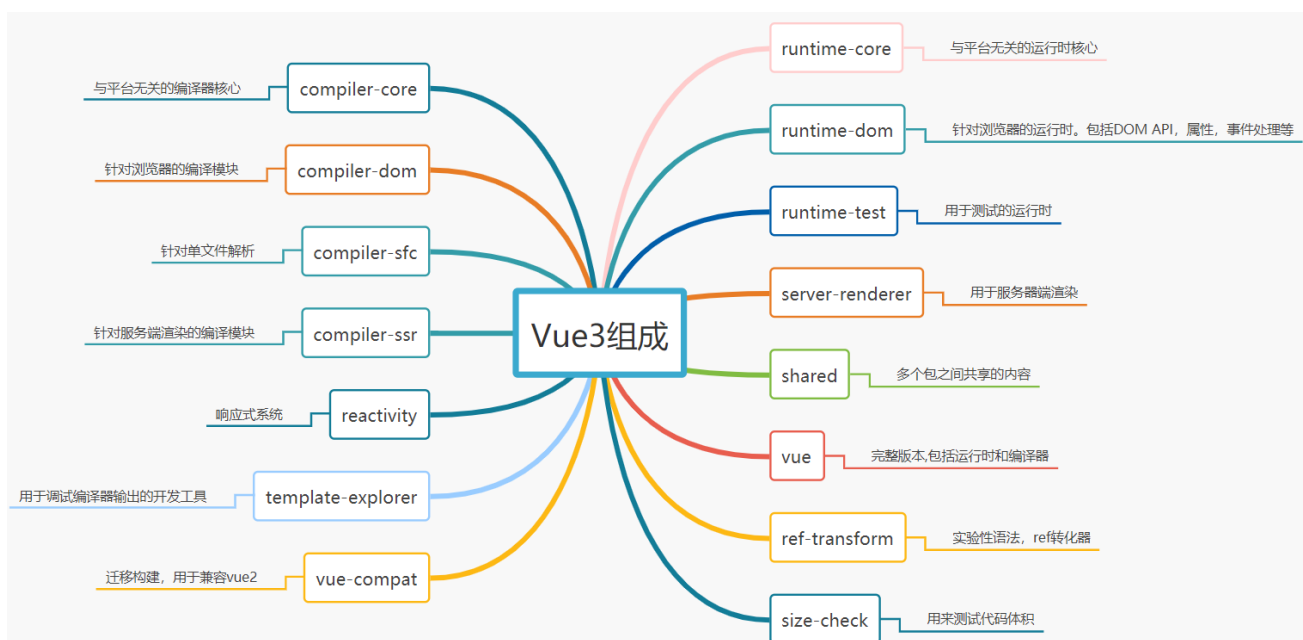 Vue3组成
compiler-core
与平台无关的编译器核心
compiler-dom
针对浏览器的编译模块
compiler-sfc
针对单文件解析
compiler-ssr
针对服务端渲染的编译模块
reactivity
响应式系统
template-explorer
用于调试编译器输出的开发工具
vue-compat
迁移构建，用于兼容vue2
runtime-core
与平台无关的运行时核心
runtime-dom
针对浏览器的运行时。包括DOM API，属性，事件处理等
runtime-test
用于测试的运行时
server-renderer
用于服务器端渲染
shared
多个包之间共享的内容
vue
完整版本,包括运行时和编译器
ref-transform
实验性语法，ref转化器
size-check
用来测试代码体积